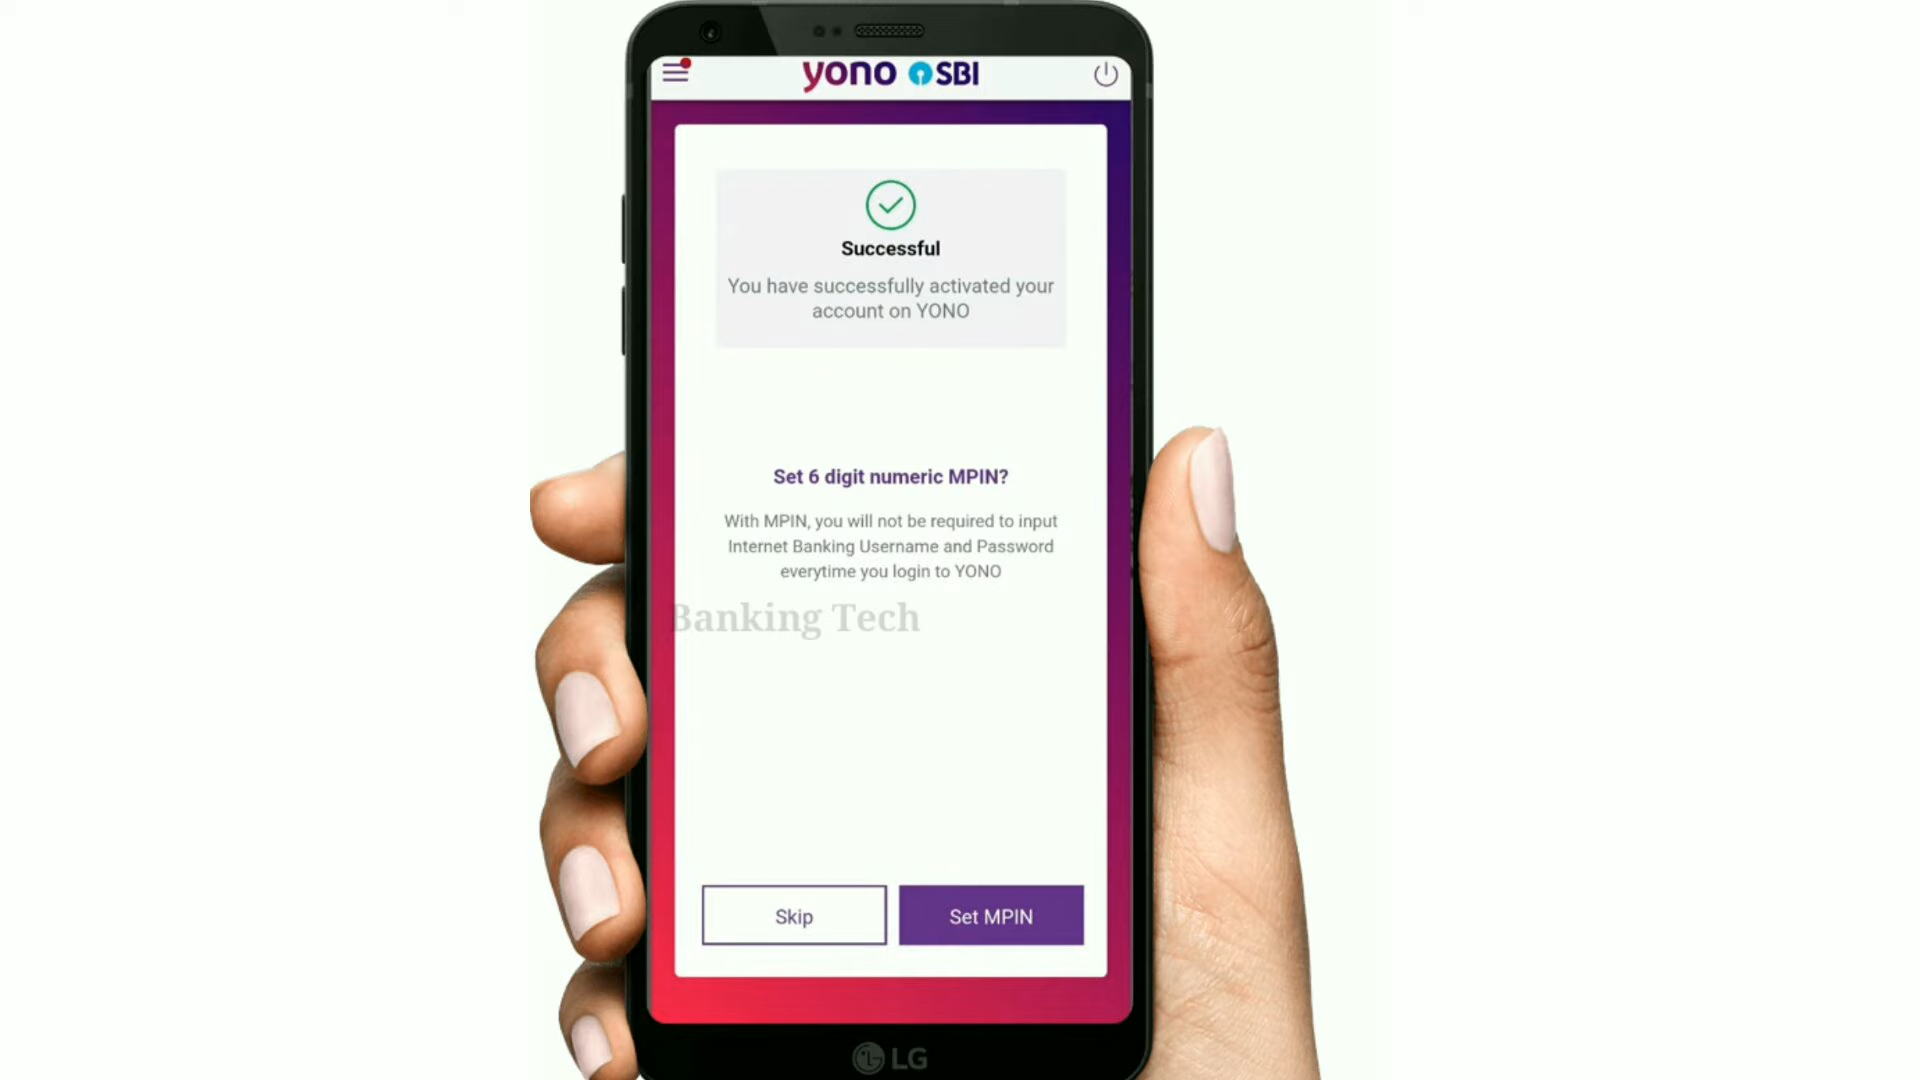 yono SBI
Successful
You have successfully activated your
account on YONO
Set 6 digit numeric MPIN?
With MPIN, you will not be required to input
Internet Banking Username and Password
everytime you login to YONO
Banking Tech
Skip
Set MPIN
LG